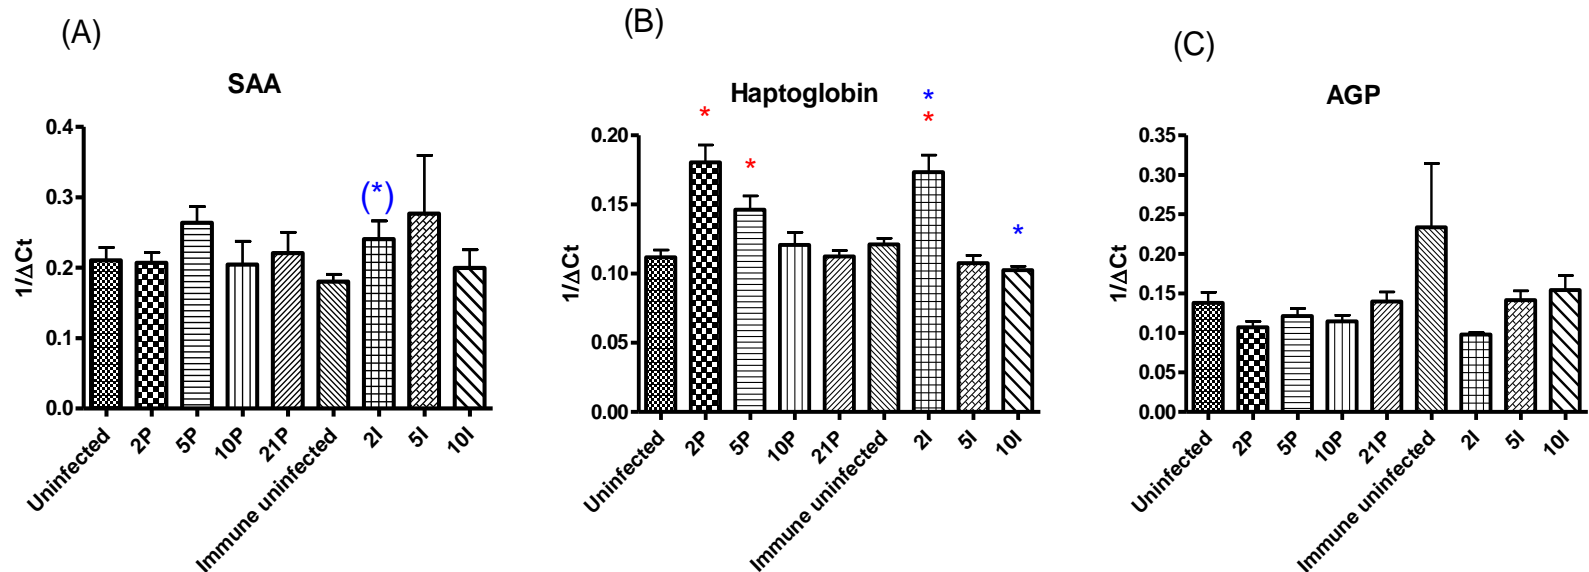 (A)
SAA
1/ΔCt
0.4
0.3
0.2
0.1
0.0
(*)
Uninfected
2P
5P
10P
21P
Immune uninfected
2I
5I
10I
(B)
Haptoglobin
1/ΔCt
0.20
0.15
0.10
0.05
0.00
*
*
*
*
*
Uninfected
2P
5P
10P
21P
Immune uninfected
2I
5I
10I
(C)
AGP
1/ΔCt
0.35
0.30
0.25
0.20
0.15
0.10
0.05
0.00
Uninfected
2P
5P
10P
21P
Immune uninfected
2I
5I
10I